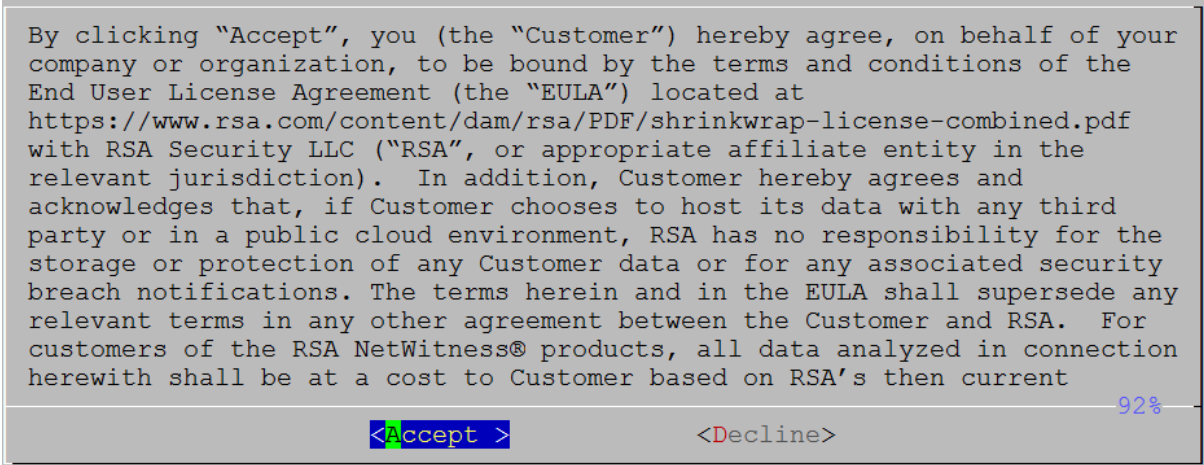 By clicking “Accept”, you (the “Customer”) hereby agree, on behalf of your
company or organization, to be bound by the terms and conditions of the
End User License Agreement (the “EULA”) located at
https://www.rsa.com/content/dam/rsa/PDF/shrinkwrap-license-combined.pdf
with RSA Security LLC (“RSA”, or appropriate affiliate entity in the
relevant jurisdiction).  In addition, Customer hereby agrees and
acknowledges that, if Customer chooses to host its data with any third
party or in a public cloud environment, RSA has no responsibility for the
storage or protection of any Customer data or for any associated security
breach notifications. The terms herein and in the EULA shall supersede any
relevant terms in any other agreement between the Customer and RSA.  For
customers of the RSA NetWitness® products, all data analyzed in connection
herewith shall be at a cost to Customer based on RSA’s then current
92%
<Accept > <Decline>